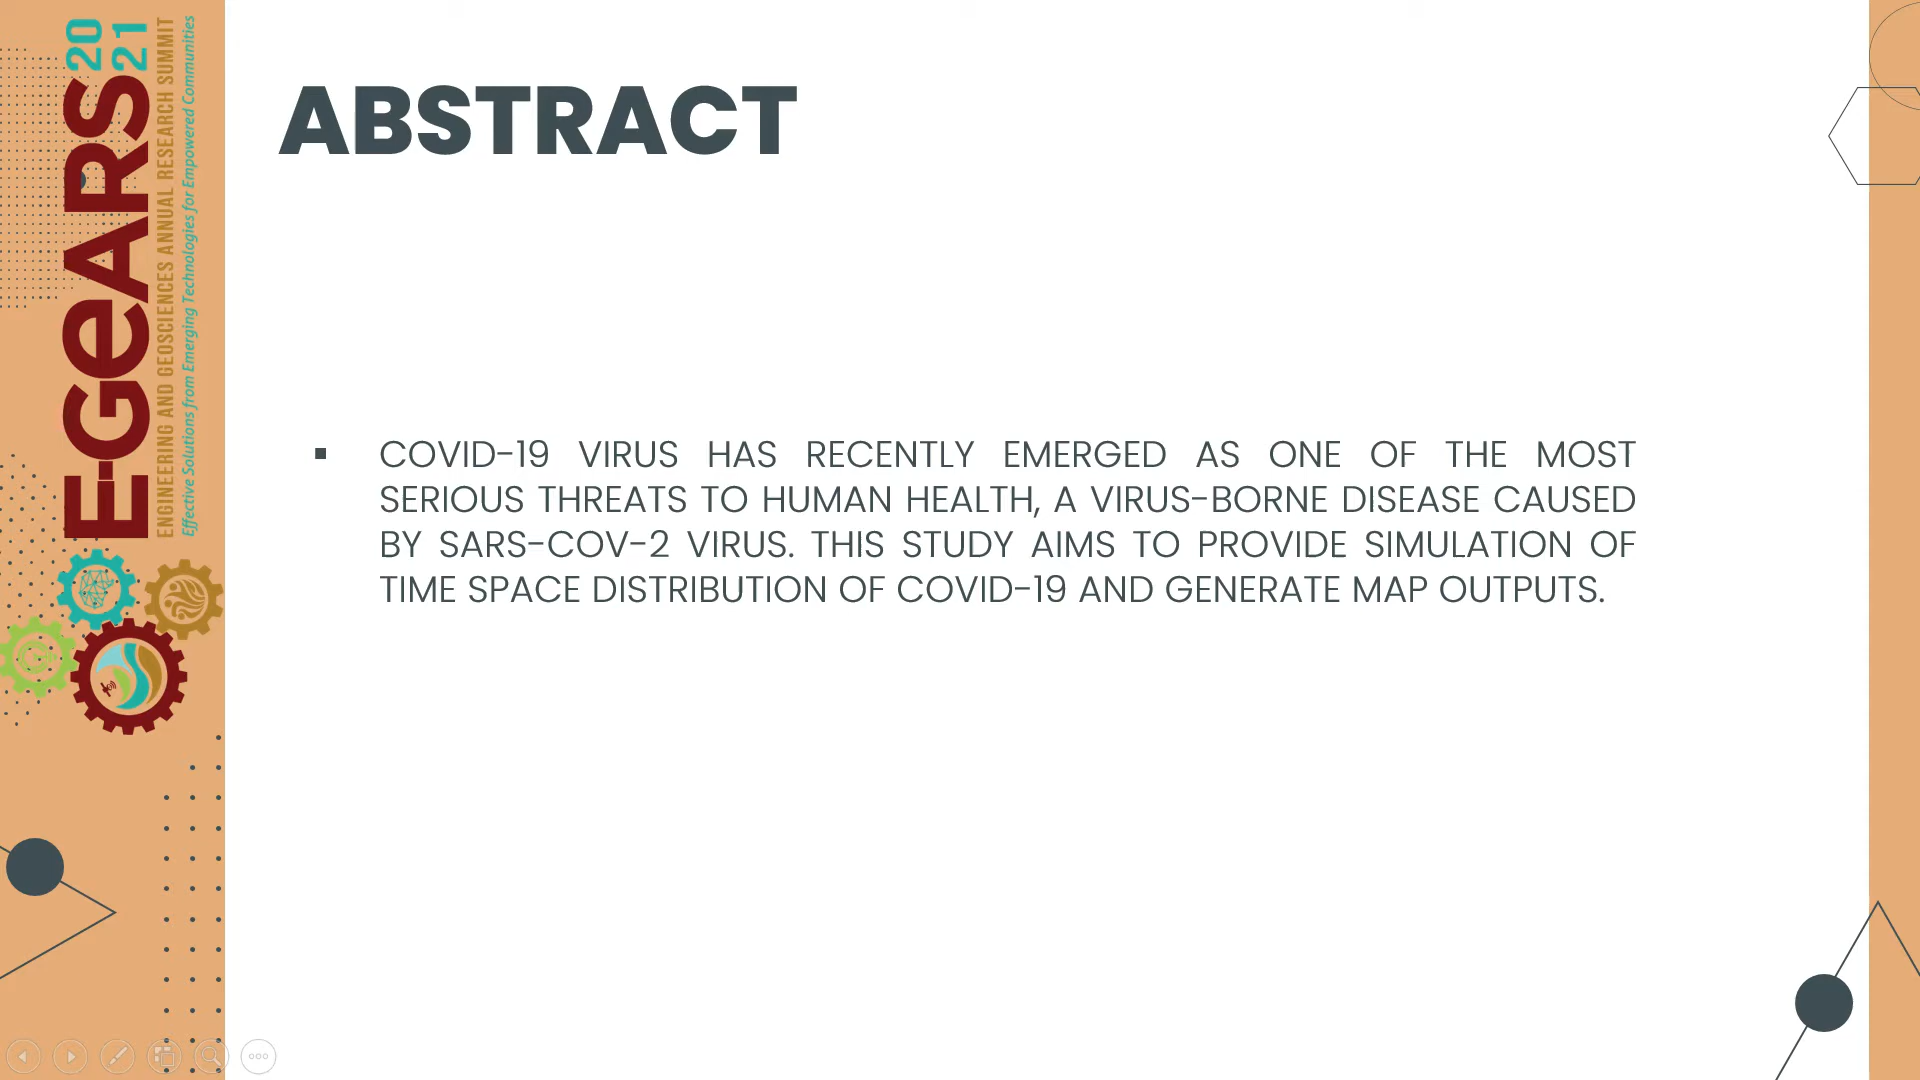 E-GeARS 20
21
ENGINEERING AND GEOSCIENCES ANNUAL RESEARCH SUMMIT
Effective Solutions from Emerging Technologies for Empowered Communities
ABSTRACT
▪ COVID-19 VIRUS HAS RECENTLY EMERGED AS ONE OF THE MOST
SERIOUS THREATS TO HUMAN HEALTH, A VIRUS-BORNE DISEASE CAUSED
BY SARS-COV-2 VIRUS. THIS STUDY AIMS TO PROVIDE SIMULATION OF
TIME SPACE DISTRIBUTION OF COVID-19 AND GENERATE MAP OUTPUTS.